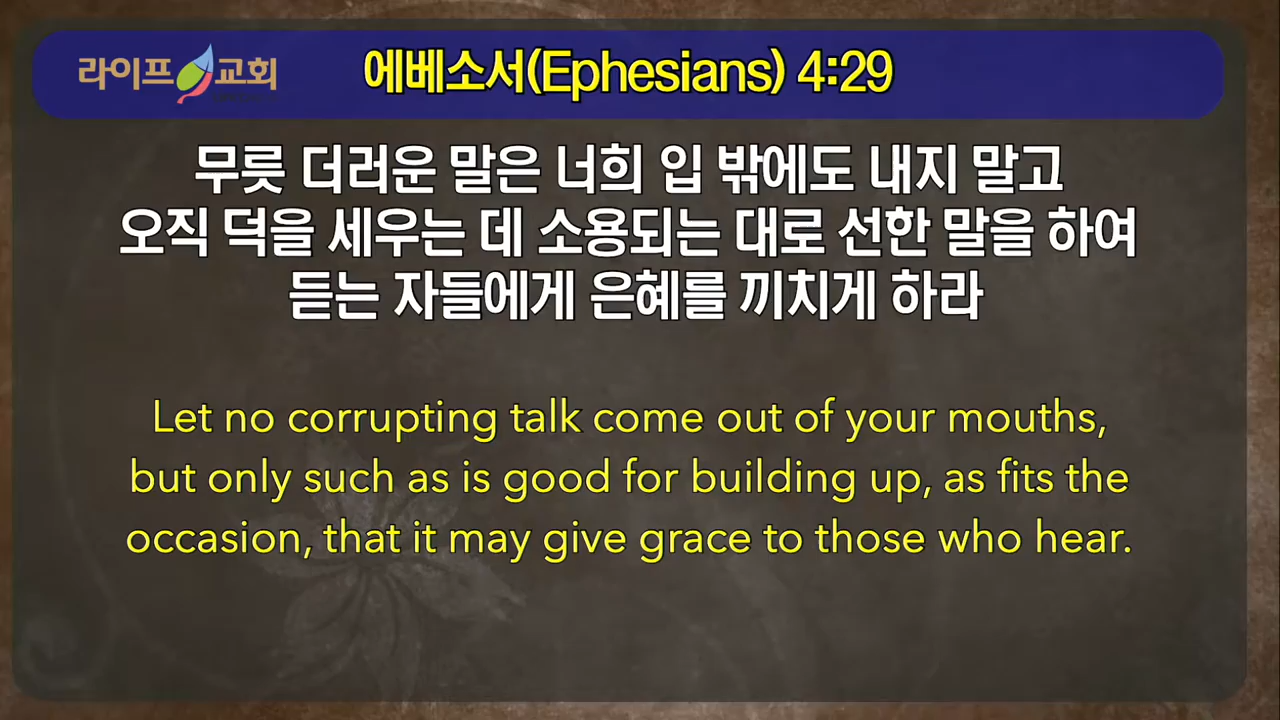 라이프 교회
에베소서(Ephesians) 4:29
무릇 더러운 말은 너희 입 밖에도 내지 말고
오직 덕을 세우는 데 소용되는 대로 선한 말을 하여
듣는 자들에게 은혜를 끼치게 하라
Let no corrupting talk come out of your mouths,
but only such as is good for building up, as fits the
occasion, that it may give grace to those who hear.